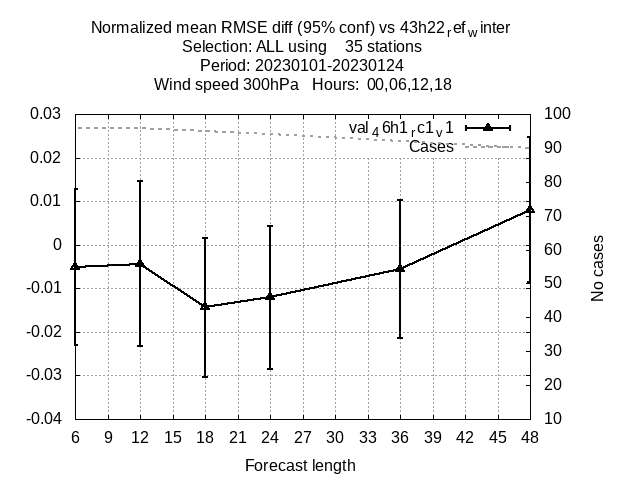 Normalized mean RMSE diff (95% conf) vs 43h22refwinter
Selection: ALL using 35 stations
Period: 20230101-20230124
Wind speed 300hPa Hours: 00,06,12,18
0.03 100
val46h1rc1v1
Cases
0.02 90
80
0.01 70
0 60
-0.01 50
-0.02 40
30
-0.03 20
-0.04 10
No cases
6 9 12 15 18 21 24 27 30 33 36 39 42 45 48
Forecast length